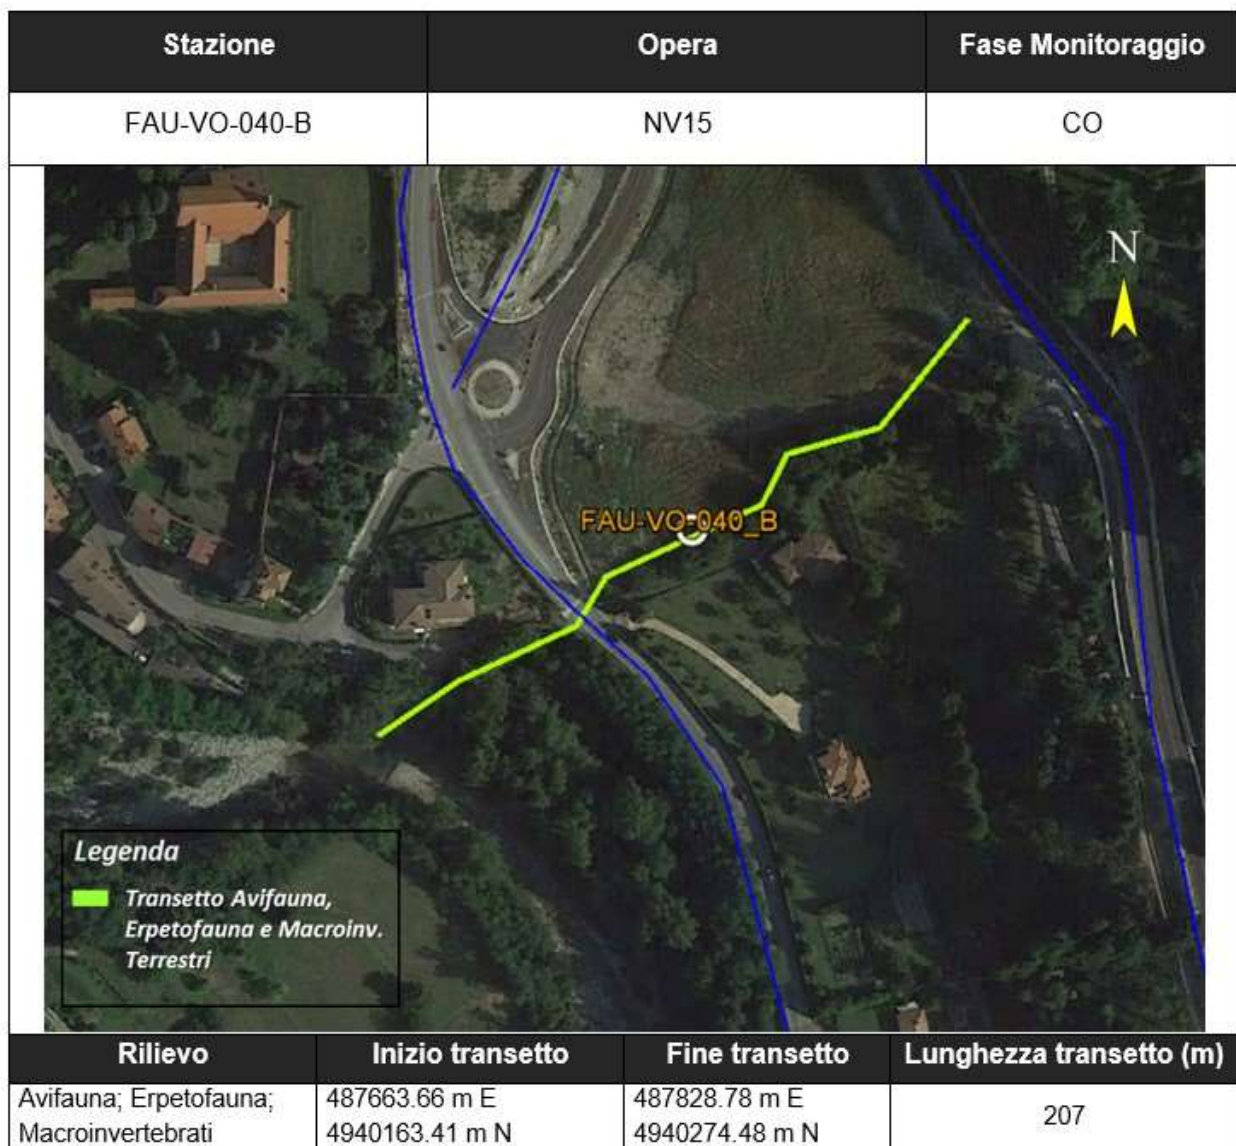 Stazione Opera Fase Monitoraggio
FAU-VO-040-B NV15 CO
N
FAU-VO-040_B
Legenda
Transetto Avifauna,
Erpetofauna e Macroinv.
Terrestri
Rilievo Inizio transetto Fine transetto Lunghezza transetto (m)
Avifauna; Erpetofauna; 487663.66 m E 487828.78 m E 207
Macroinvertebrati 4940163.41 m N 4940274.48 m N